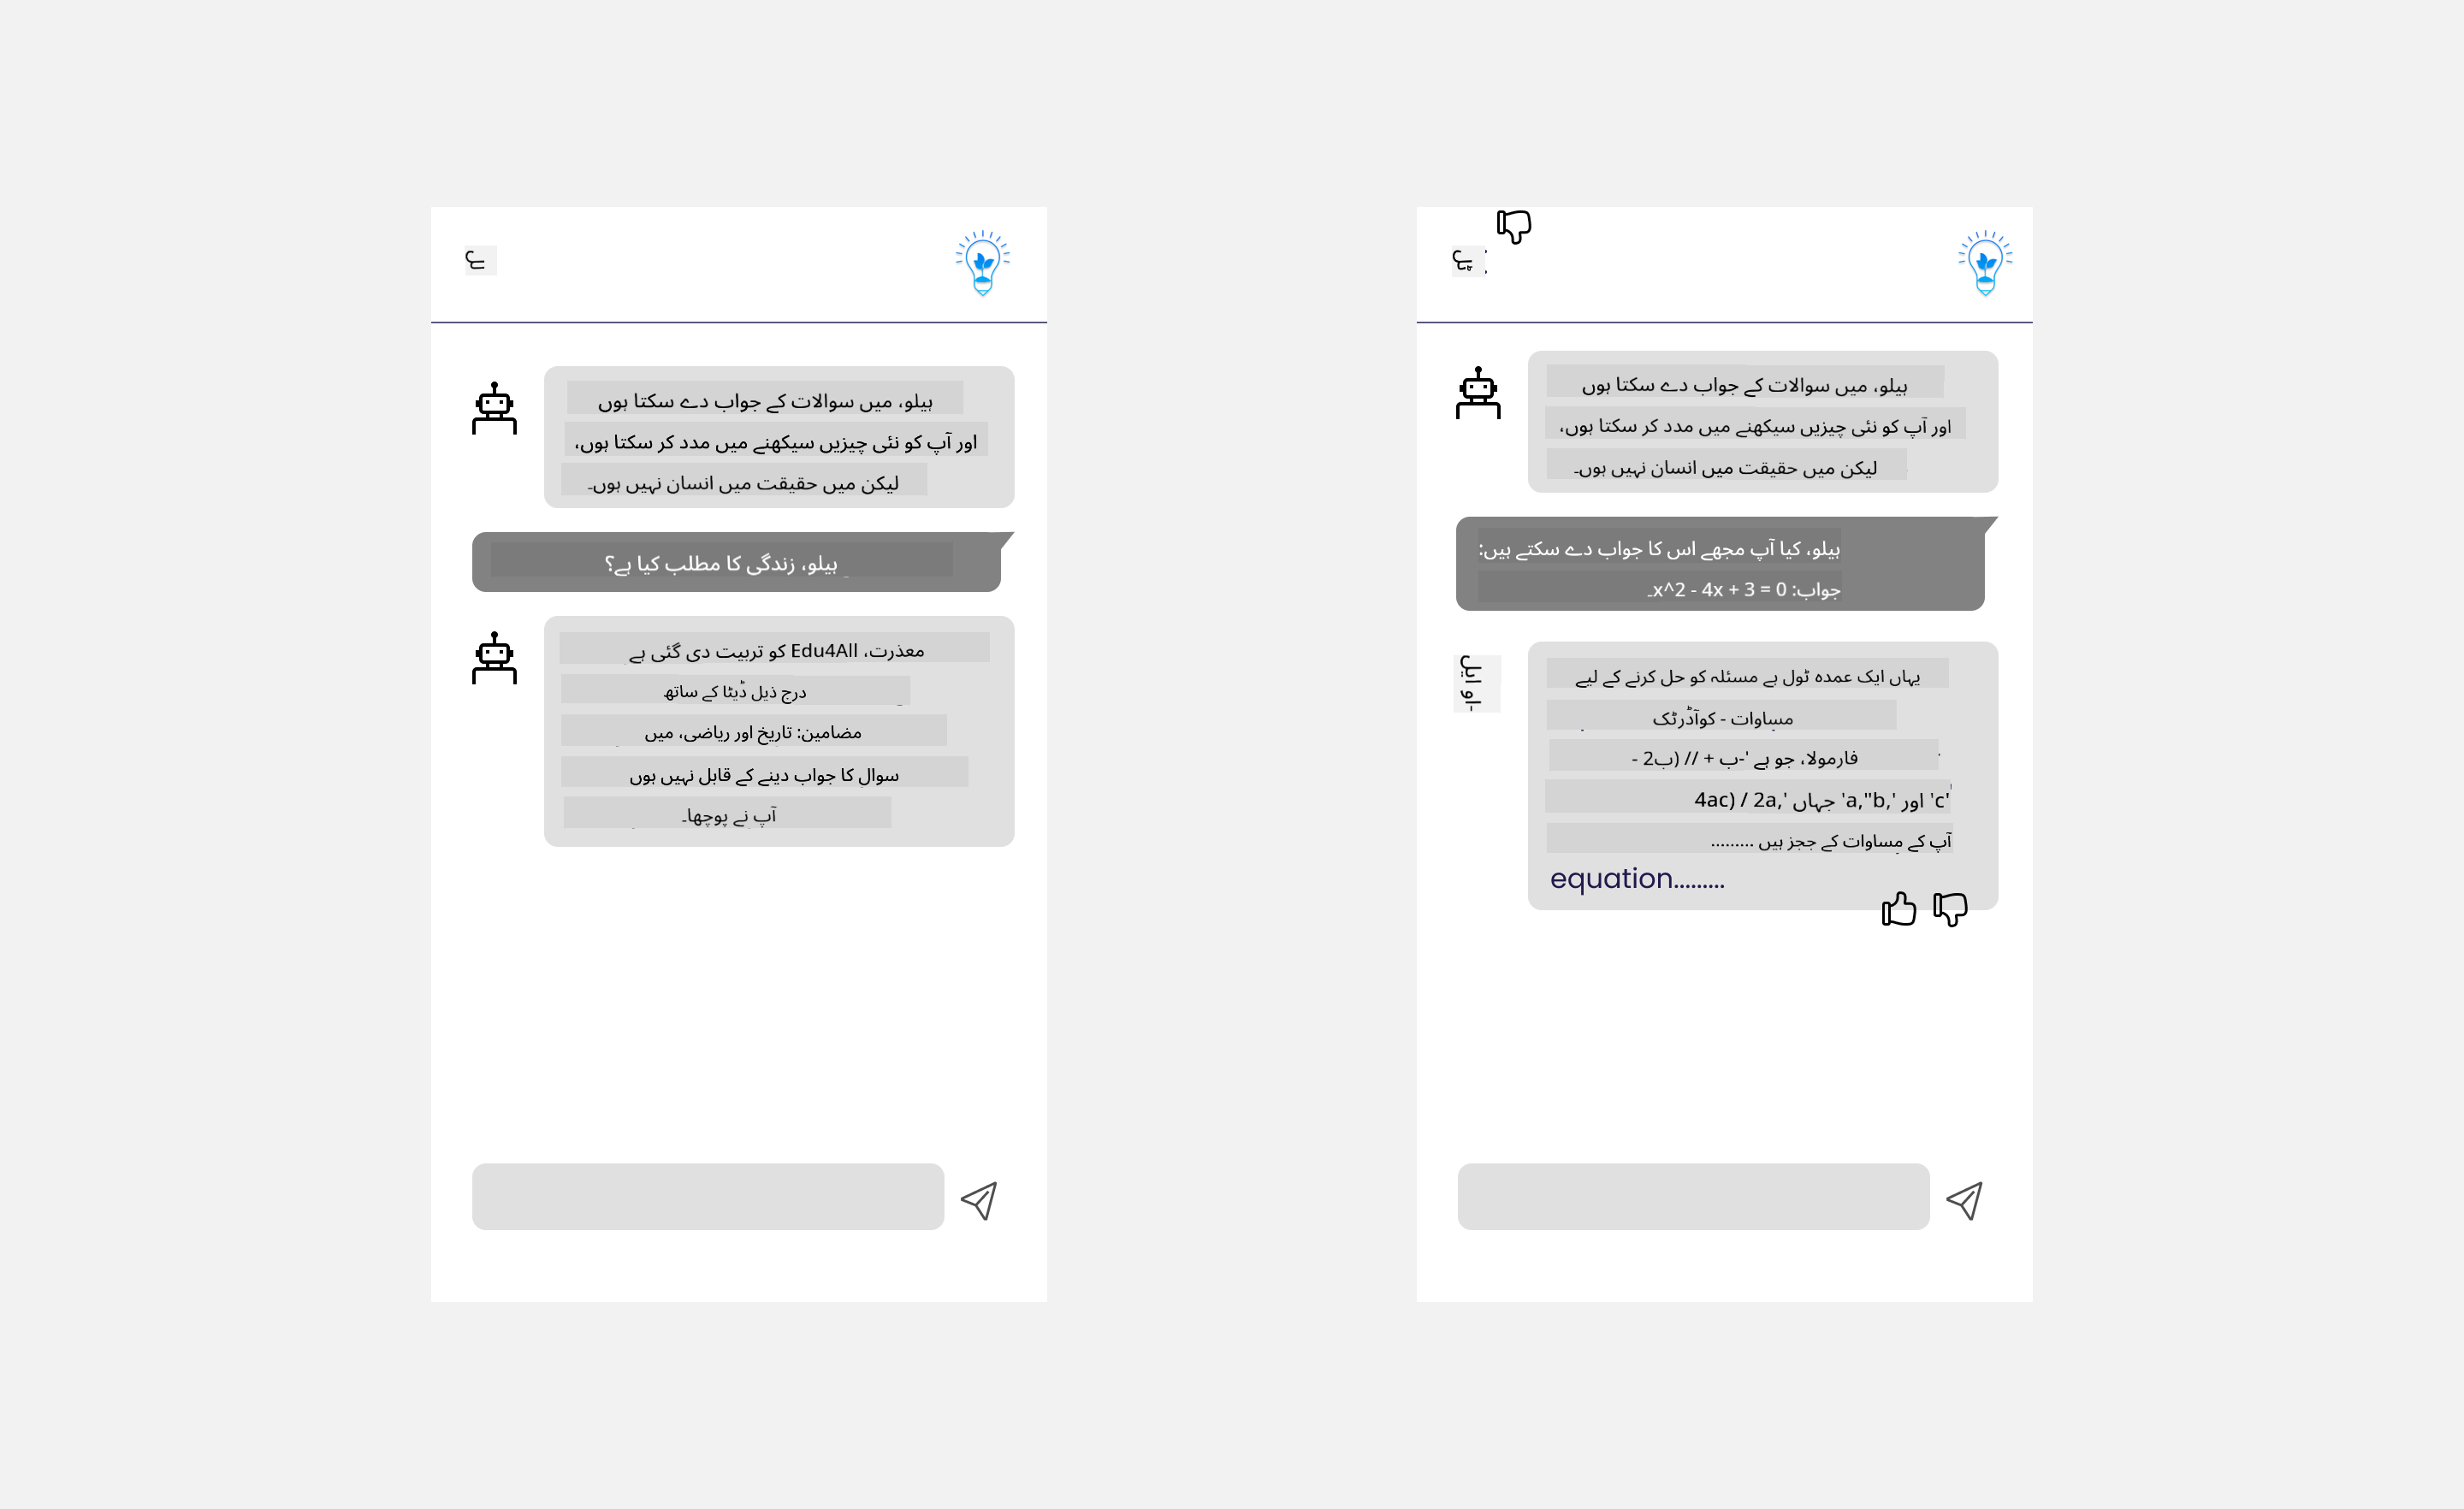 ہیلو، میں سوالات کے جواب دے سکتا ہوں
اور آپ کو نئی چیزیں سیکھنے میں مدد کر سکتا ہوں،
لیکن میں حقیقت میں انسان نہیں ہوں۔
ہیلو، زندگی کا مطلب کیا ہے؟
معذرت، Edu4All کو تربیت دی گئی ہے
درج ذیل ڈیٹا کے ساتھ
مضامین: تاریخ اور ریاضی، میں
سوال کا جواب دینے کے قابل نہیں ہوں
آپ نے پوچھا۔
ہیلو، میں سوالات کے جواب دے سکتا ہوں
اور آپ کو نئی چیزیں سیکھنے میں مدد کر سکتا ہوں،
لیکن میں حقیقت میں انسان نہیں ہوں۔
ہیلو، کیا آپ مجھے اس کا جواب دے سکتے ہیں:
جواب: x^2 - 4x + 3 = 0۔
او ایل-
یہاں ایک عمدہ ٹول ہے مسئلہ کو حل کرنے کے لیے
مساوات - کوآڈرٹک
فارمولا، جو ہے '-ب + // (ب2 -
4ac) / 2a,' جہاں 'a,''b,' اور 'c'
آپ کے مساوات کے ججز ہیں .........
equation.........